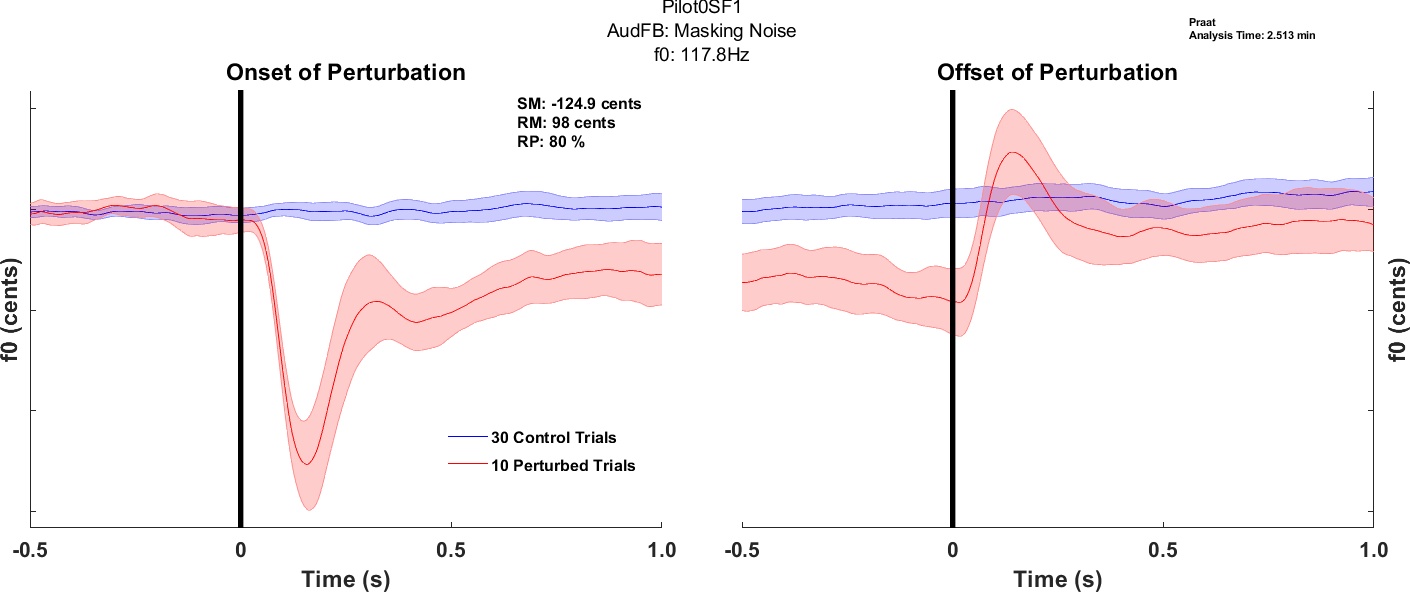 Pilot0SF1
AudFB: Masking Noise
f0: 117.8Hz
Praat
Analysis Time: 2.513 min
Onset of Perturbation
SM: -124.9 cents
RM: 98 cents
RP: 80 %
30 Control Trials
10 Perturbed Trials
f0 (cents)
-0.5 0 0.5 1.0
Time (s)
Offset of Perturbation
f0 (cents)
-0.5 0 0.5 1.0
Time (s)